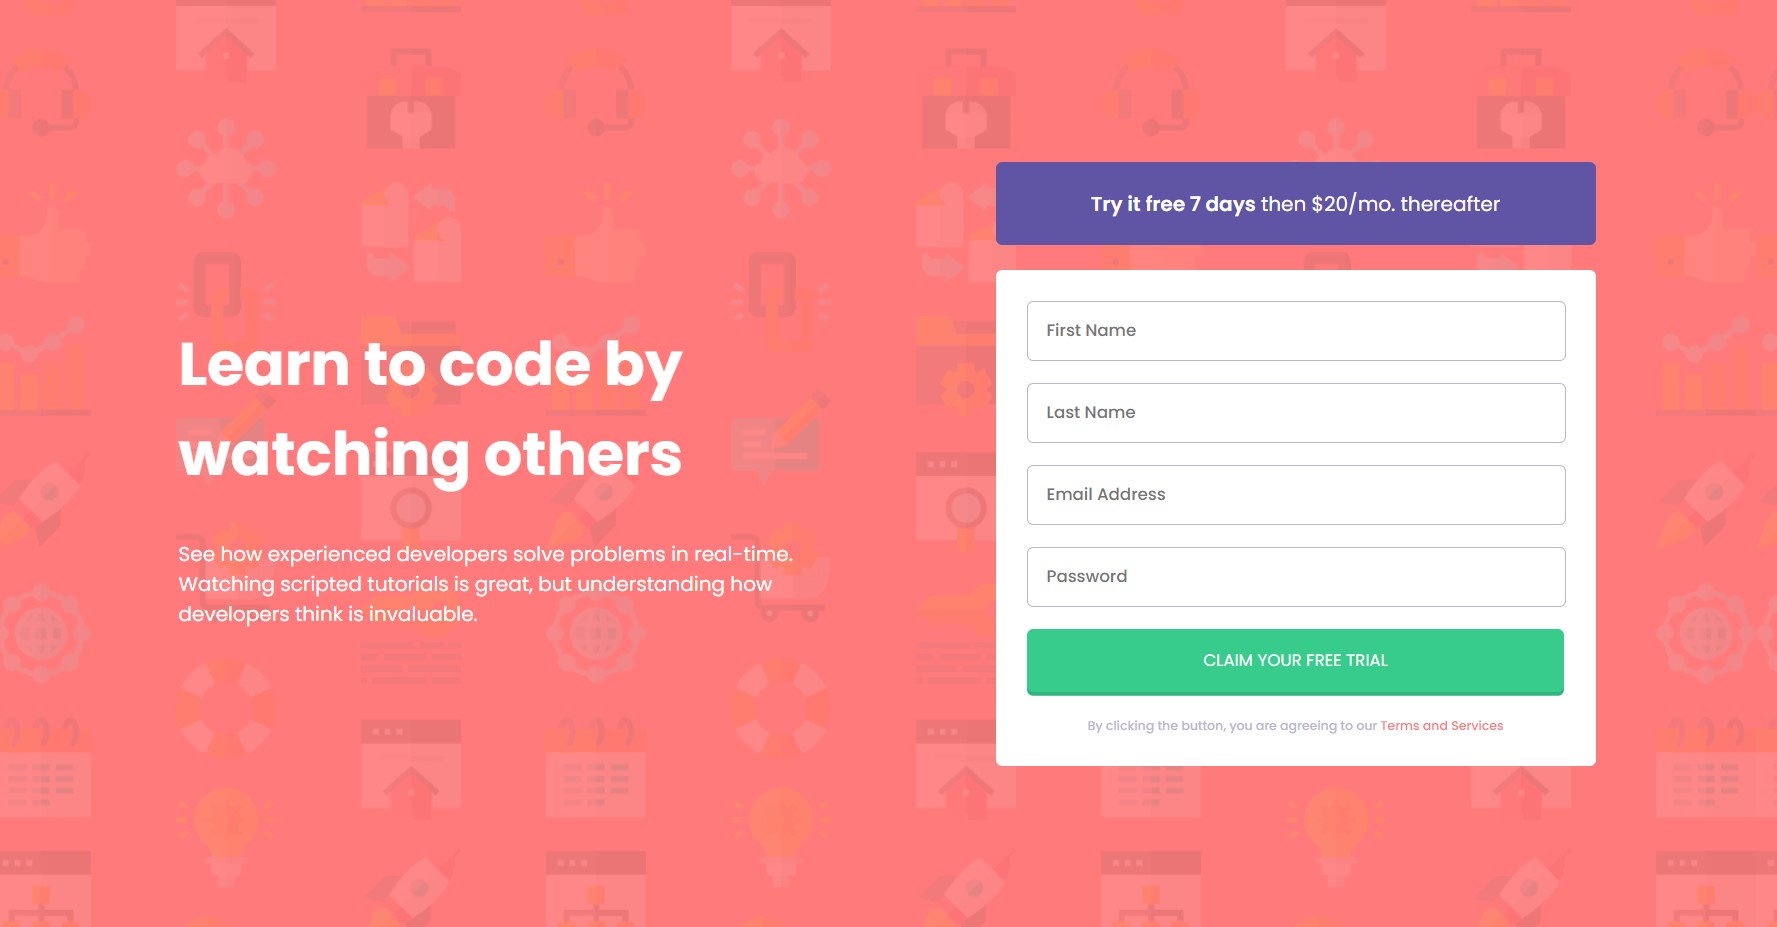 Learn to code by
watching others
See how experienced developers solve problems in real-time.
Watching scripted tutorials is great, but understanding how
developers think is invaluable.
Try it free 7 days then $20/mo. thereafter
First Name
Last Name
Email Address
Password
CLAIM YOUR FREE TRIAL
By clicking the button, you are agreeing to our Terms and Services